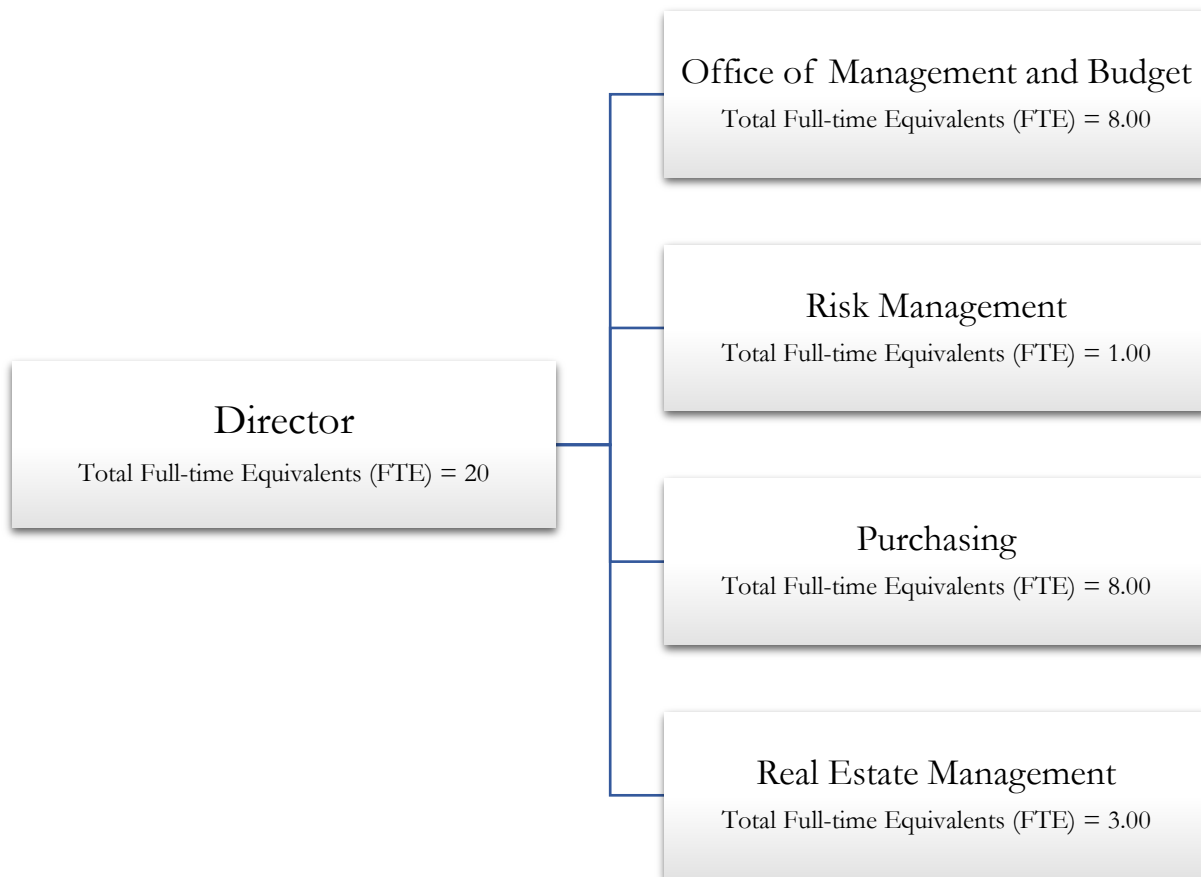 Office of Management and Budget
Total Full-time Equivalents (FTE) = 8.00
Risk Management
Total Full-time Equivalents (FTE) = 1.00
Director
Total Full-time Equivalents (FTE) = 20
Purchasing
Total Full-time Equivalents (FTE) = 8.00
Real Estate Management
Total Full-time Equivalents (FTE) = 3.00